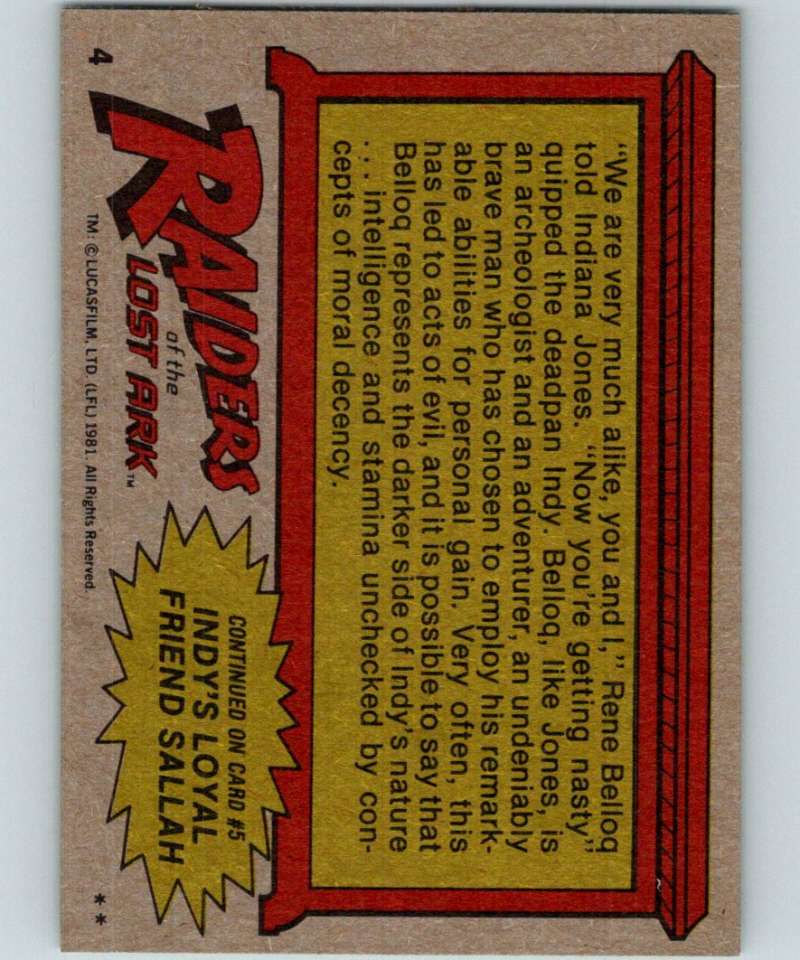 “We are very much alike, you and I,” Rene Belloq
told Indiana Jones. “Now you're getting nasty”
quipped the deadpan Indy. Belloq, like Jones, is
an archeologist and an adventurer, an undeniably
brave man who has chosen to employ his remark-
able abilities for personal gain. Very often, this
has led to acts of evil, and it is possible to say that
Belloq represents the darker side of Indy's nature
... intelligence and stamina unchecked by con-
cepts of moral decency.
RAIDERS
of the
LOST ARK™
CONTINUED ON CARD #5
INDY'S LOYAL
FRIEND SALLAH
4
TM: ©LUCASFILM, LTD. (LFL) 1981. All Rights Reserved.
**